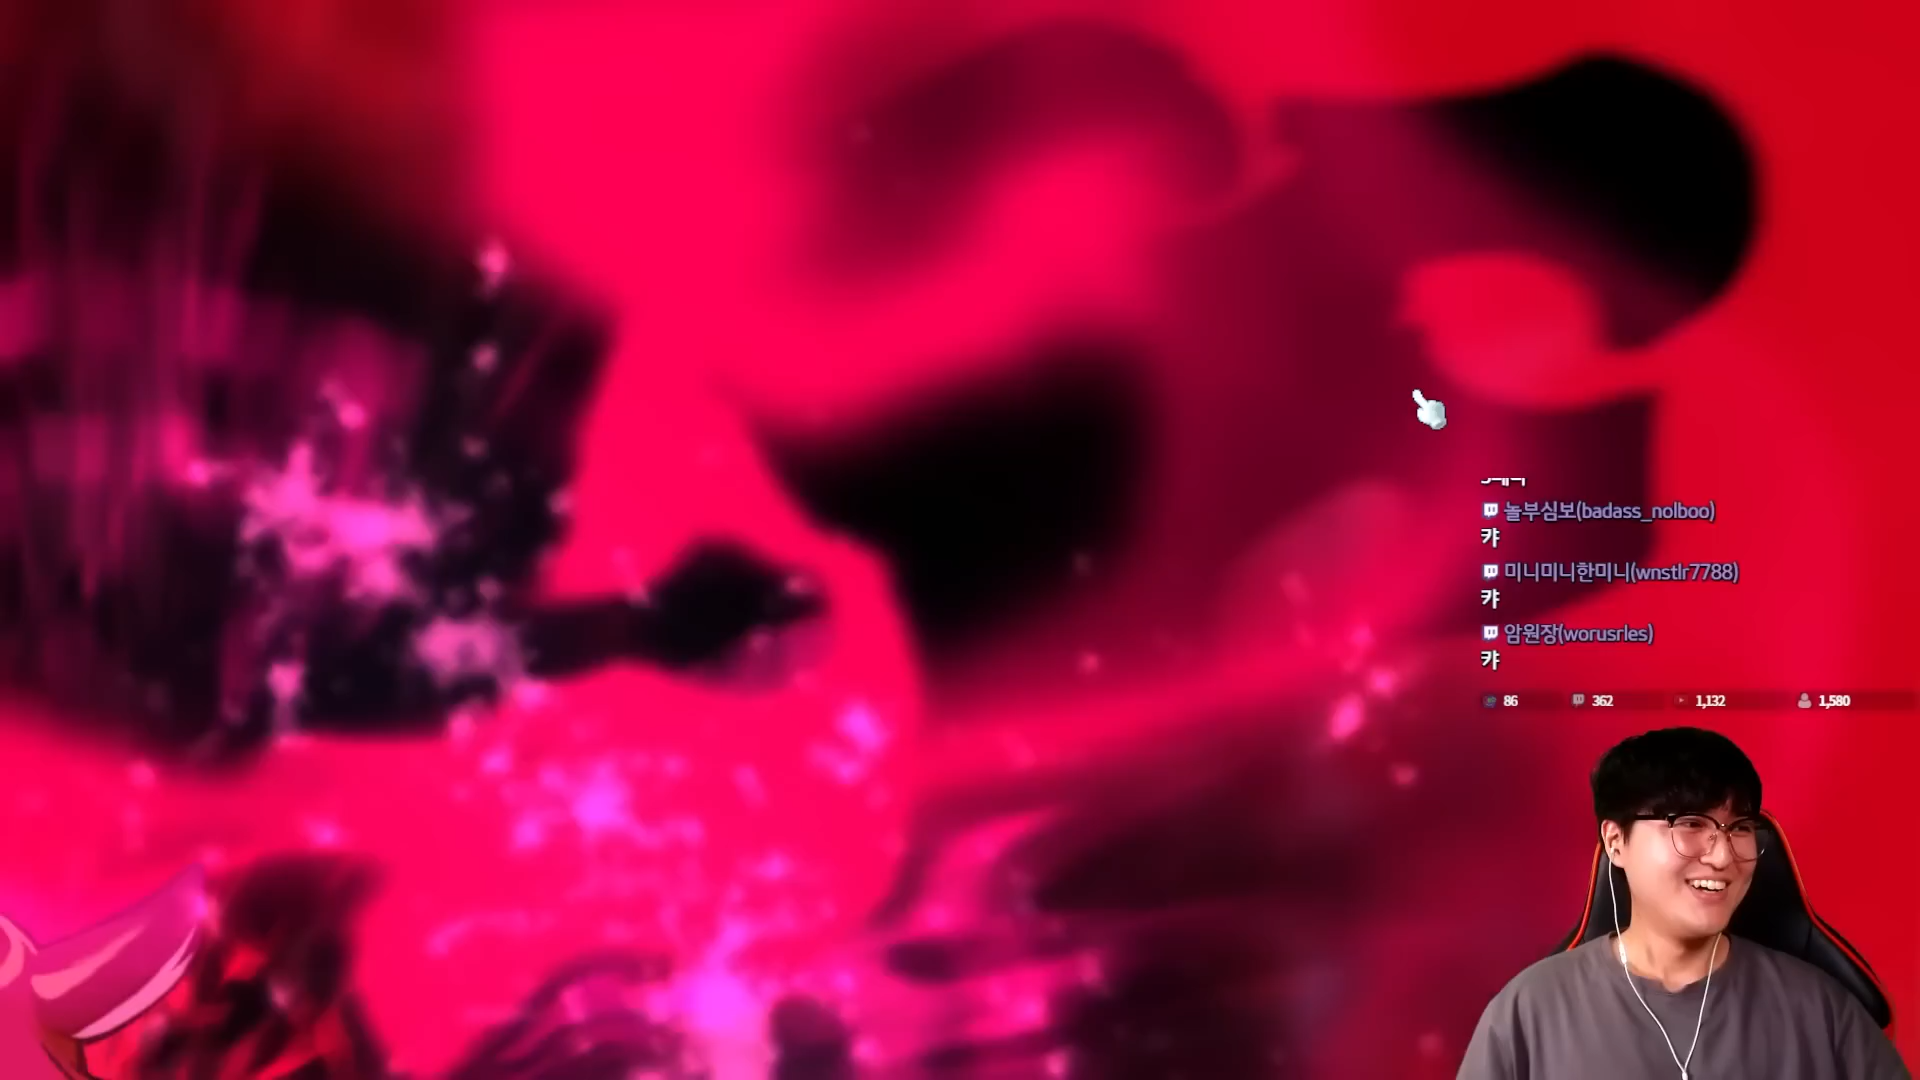 놀부심보(badass_nolboo)
캬
미니미니한미니(wnstlr7788)
캬
암원장(worusrles)
캬
86 362 1,132 1,580